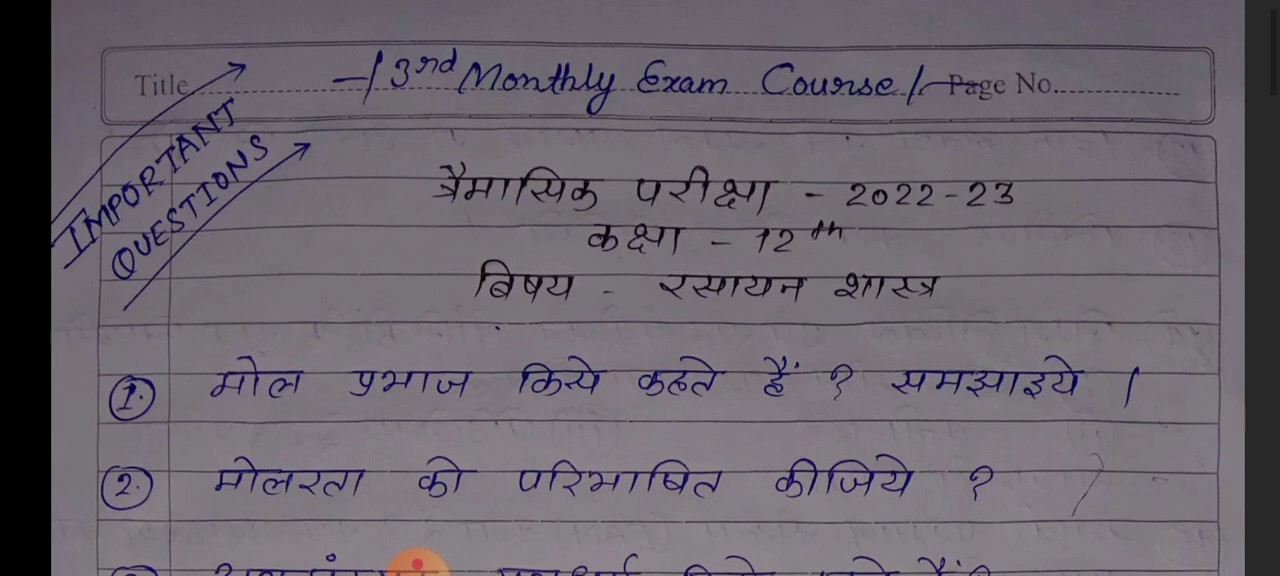 Title -/ 3rd Monthly Exam Course /- Page No.
IMPORTANT
QUESTIONS
त्रैमासिक परीक्षा - 2022-23
कक्षा - 12th
बिषय - रसायन शास्त्र
1. मोल प्रभाज किसे कहते हैं ? समझाइये |
2. मोलरता को परिभाषित कीजिये ?